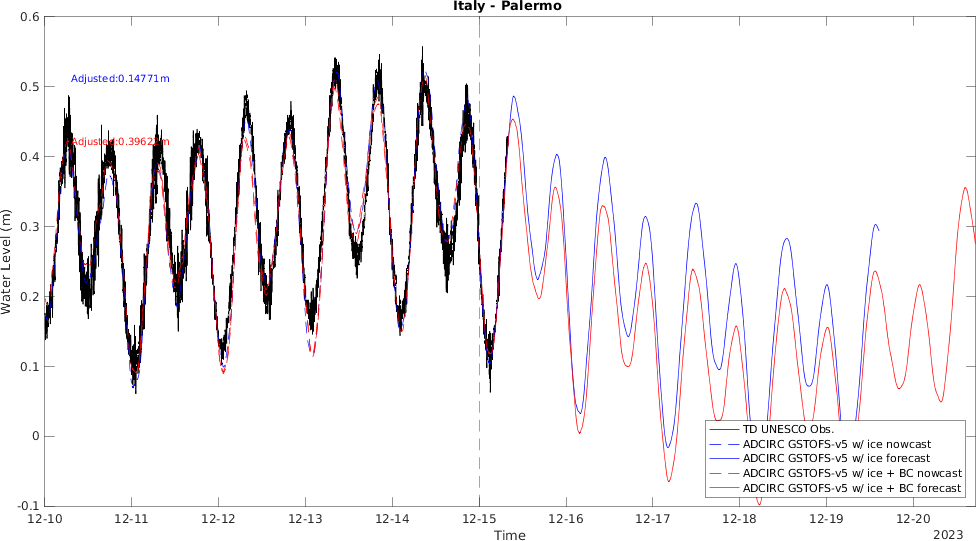 Italy - Palermo
0.6
Adjusted:0.14771m
0.5
Adjusted:0.3962
0.4
Water Level (m)
0.3
0.2
0.1
0
-0.1
TD UNESCO Obs.
ADCIRC GSTOFS-v5 w/ ice nowcast
ADCIRC GSTOFS-v5 w/ ice forecast
ADCIRC GSTOFS-v5 w/ ice + BC nowcast
ADCIRC GSTOFS-v5 w/ ice + BC forecast
12-10 12-11 12-12 12-13 12-14 12-15 12-16 12-17 12-18 12-19 12-20
Time
2023